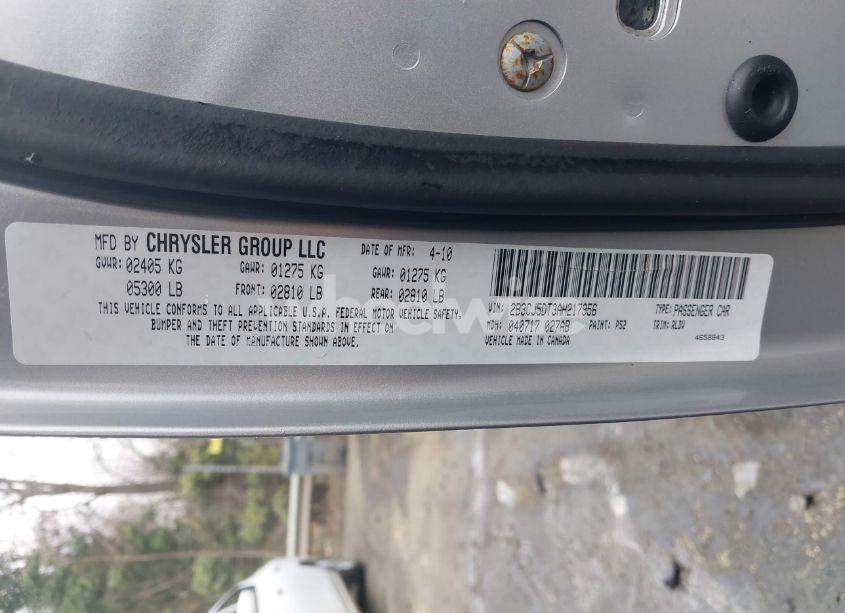 MFD BY CHRYSLER GROUP LLC DATE OF MFR: 4-10
GVWR: 02405 KG GAWR: 01275 KG GAWR: 01275 KG
05300 LB FRONT: 02810 LB REAR: 02810 LB
THIS VEHICLE CONFORMS TO ALL APPLICABLE U.S.A. FEDERAL MOTOR VEHICLE SAFETY,
BUMPER AND THEFT PREVENTION STANDARDS IN EFFECT ON
THE DATE OF MANUFACTURE SHOWN ABOVE.
VIN: 2B3CJ5DT3AH217956 TYPE: PASSENGER CAR
MDH: 040717 027AB PAINT: PS2 TRIM: RLDV
VEHICLE MADE IN CANADA 4658843